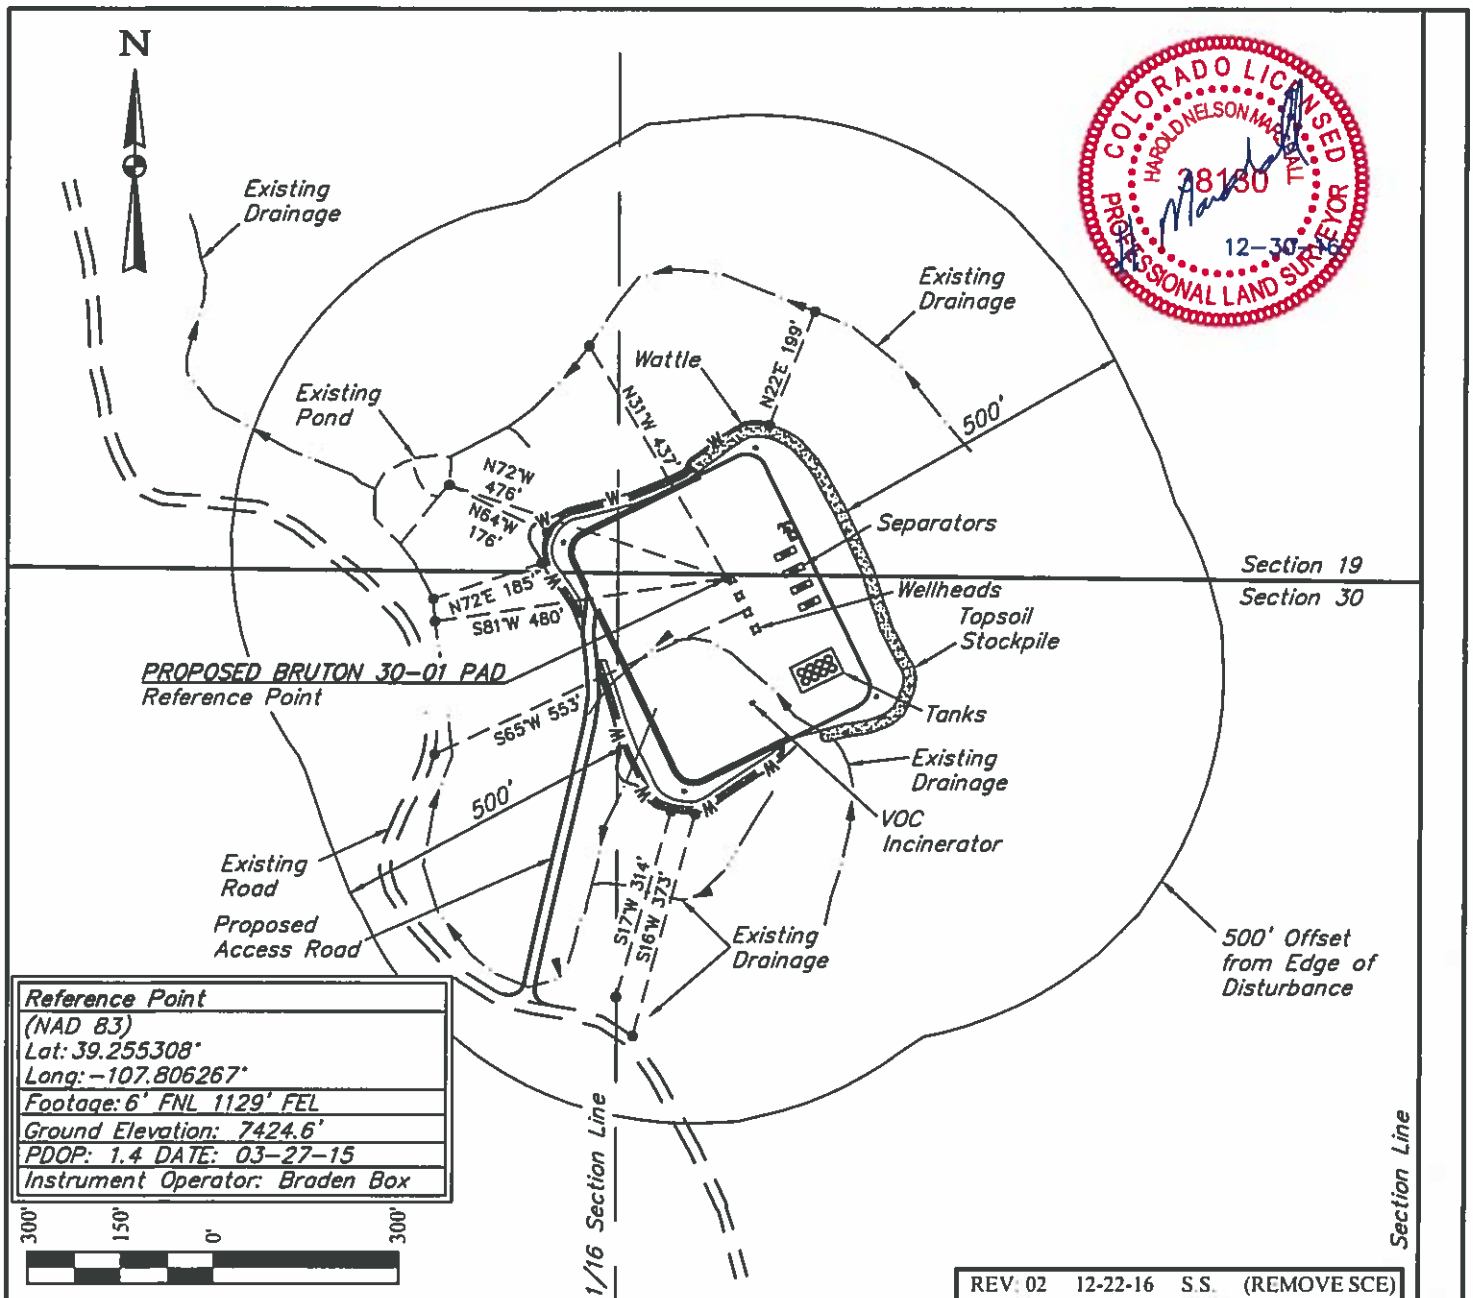 N
COLORADO LICENSED
PROFESSIONAL LAND SURVEYOR
HAROLD NELSON MARSHALL
38180
12-30-16
Existing
Drainage
Existing
Drainage
Wattle
N22°E 199'
N31°W 437'
500'
Existing
Pond
N72°W
476'
N64°W
176'
W
W
W
W
Separators
Section 19
Section 30
Wellheads
Topsoil
Stockpile
N72°E 185'
S81°W 480'
PROPOSED BRUTON 30-01 PAD
Reference Point
S65°W 553'
Tanks
W
W
W
W
Existing
Drainage
500'
VOC
Incinerator
Existing
Road
S17°W 314'
S16°W 373'
Proposed
Access Road
Existing
Drainage
500' Offset
from Edge of
Disturbance
Reference Point
(NAD 83)
Lat: 39.255308°
Long: -107.806267°
Footage: 6' FNL 1129' FEL
Ground Elevation: 7424.6'
PDOP: 1.4 DATE: 03-27-15
Instrument Operator: Braden Box
300' 150' 0' 300'
1/16 Section Line
Section Line
REV: 02 12-22-16 S.S. (REMOVE SCE)